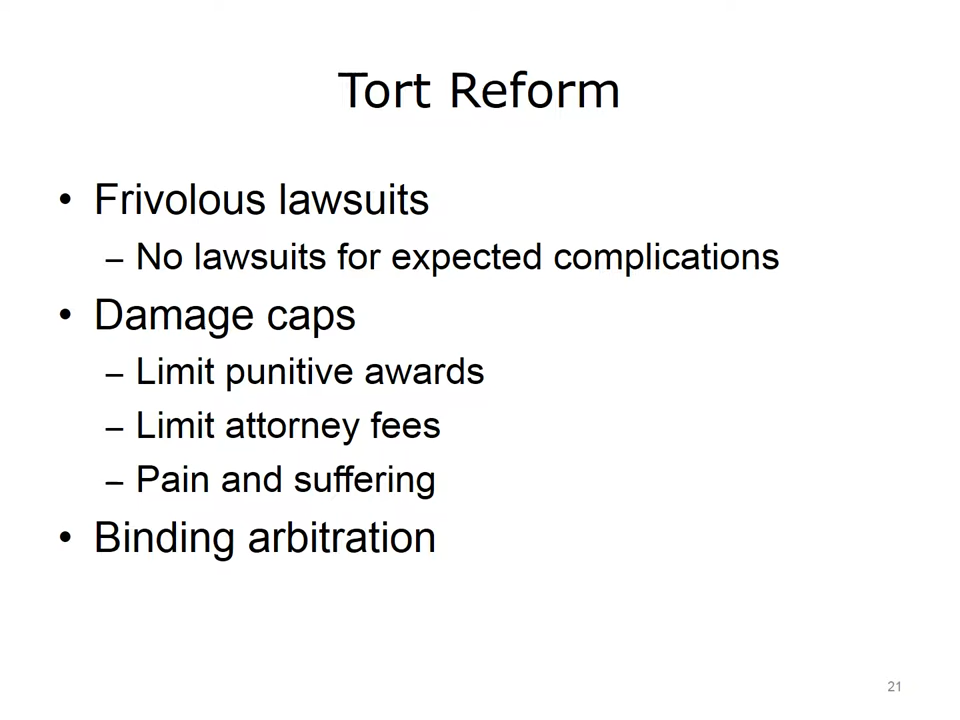 Tort Reform
• Frivolous lawsuits
– No lawsuits for expected complications
• Damage caps
– Limit punitive awards
– Limit attorney fees
– Pain and suffering
• Binding arbitration
21